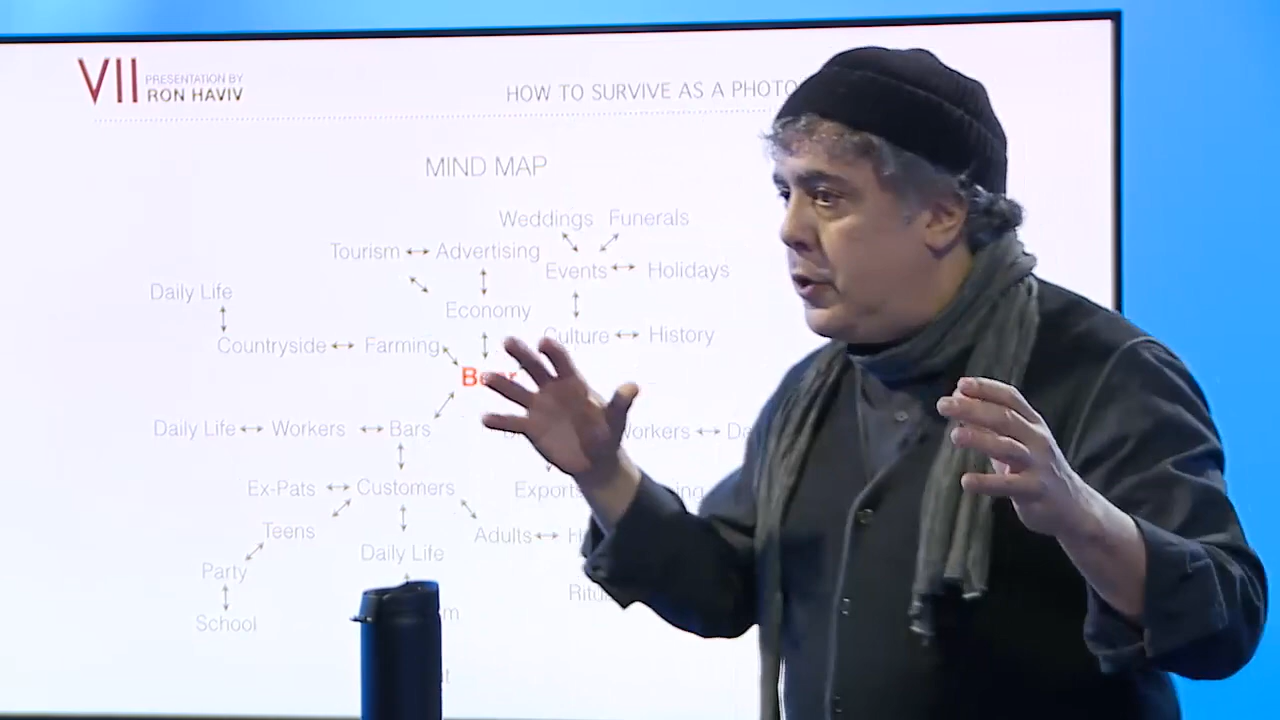 VII PRESENTATION BY
RON HAVIV
HOW TO SURVIVE AS A
MIND MAP
Weddings Funerals
Tourism Advertising
Events Holidays
Daily Life
Economy
Culture History
Countryside Farming
Daily Life Workers Bars
Workers
Ex-Pats Customers Exports
Teens
Adults
Daily Life
Party
School